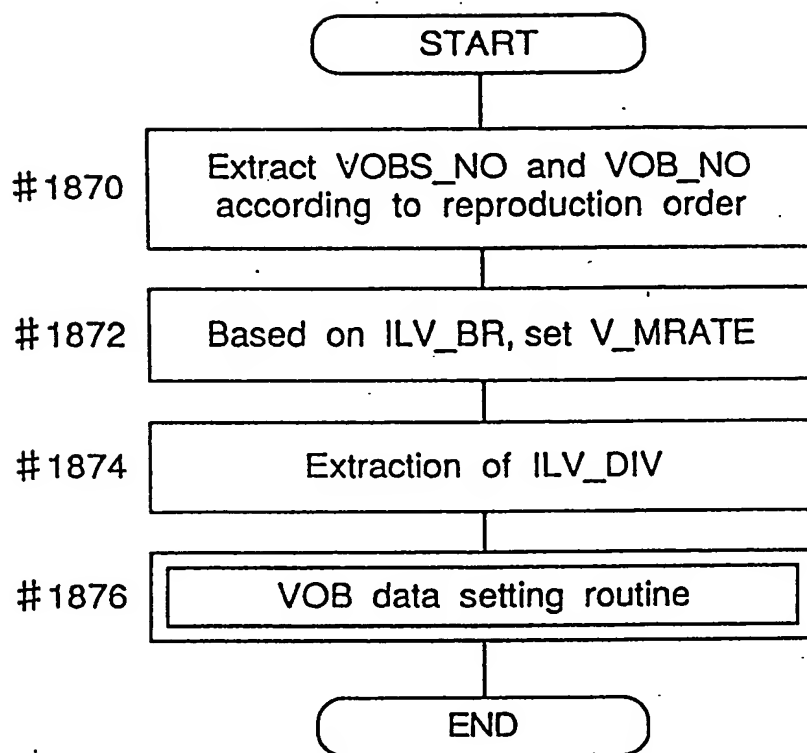 START
#1870
Extract VOBS_NO and VOB_NO
according to reproduction order
#1872
Based on ILV_BR, set V_MRATE
#1874
Extraction of ILV_DIV
#1876
VOB data setting routine
END